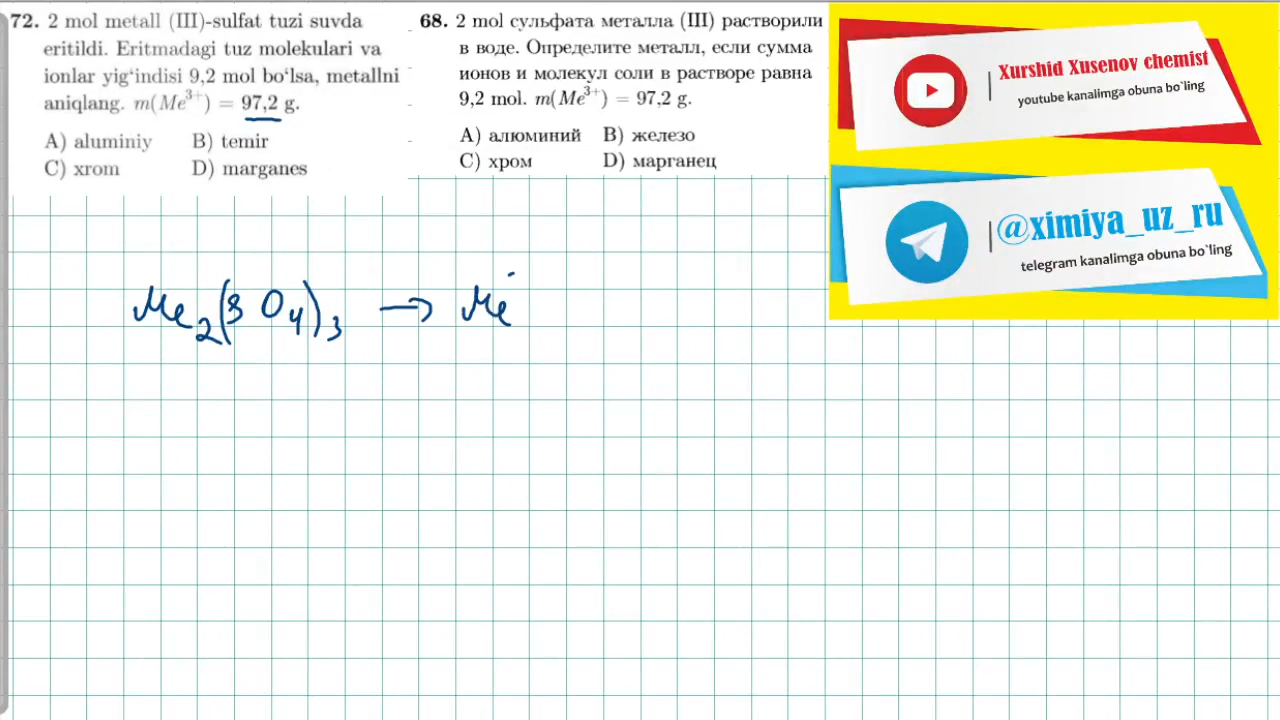 72. 2 mol metall (III)-sulfat tuzi suvda
eritildi. Eritmadagi tuz molekulari va
ionlar yig‘indisi 9,2 mol bo‘lsa, metallni
aniqlang. m(Me³⁺) = 97,2 g.
A) aluminiy B) temir
C) xrom D) marganes
68. 2 mol сульфата металла (III) растворили
в воде. Определите металл, если сумма
ионов и молекул соли в растворе равна
9,2 mol. m(Me³⁺) = 97,2 g.
A) алюминий B) железо
C) хром D) марганец
Xurshid Xusenov chemist
youtube kanalimga obuna bo`ling
@ximiya_uz_ru
telegram kanalimga obuna bo`ling
Me₂(SO₄)₃ → Me